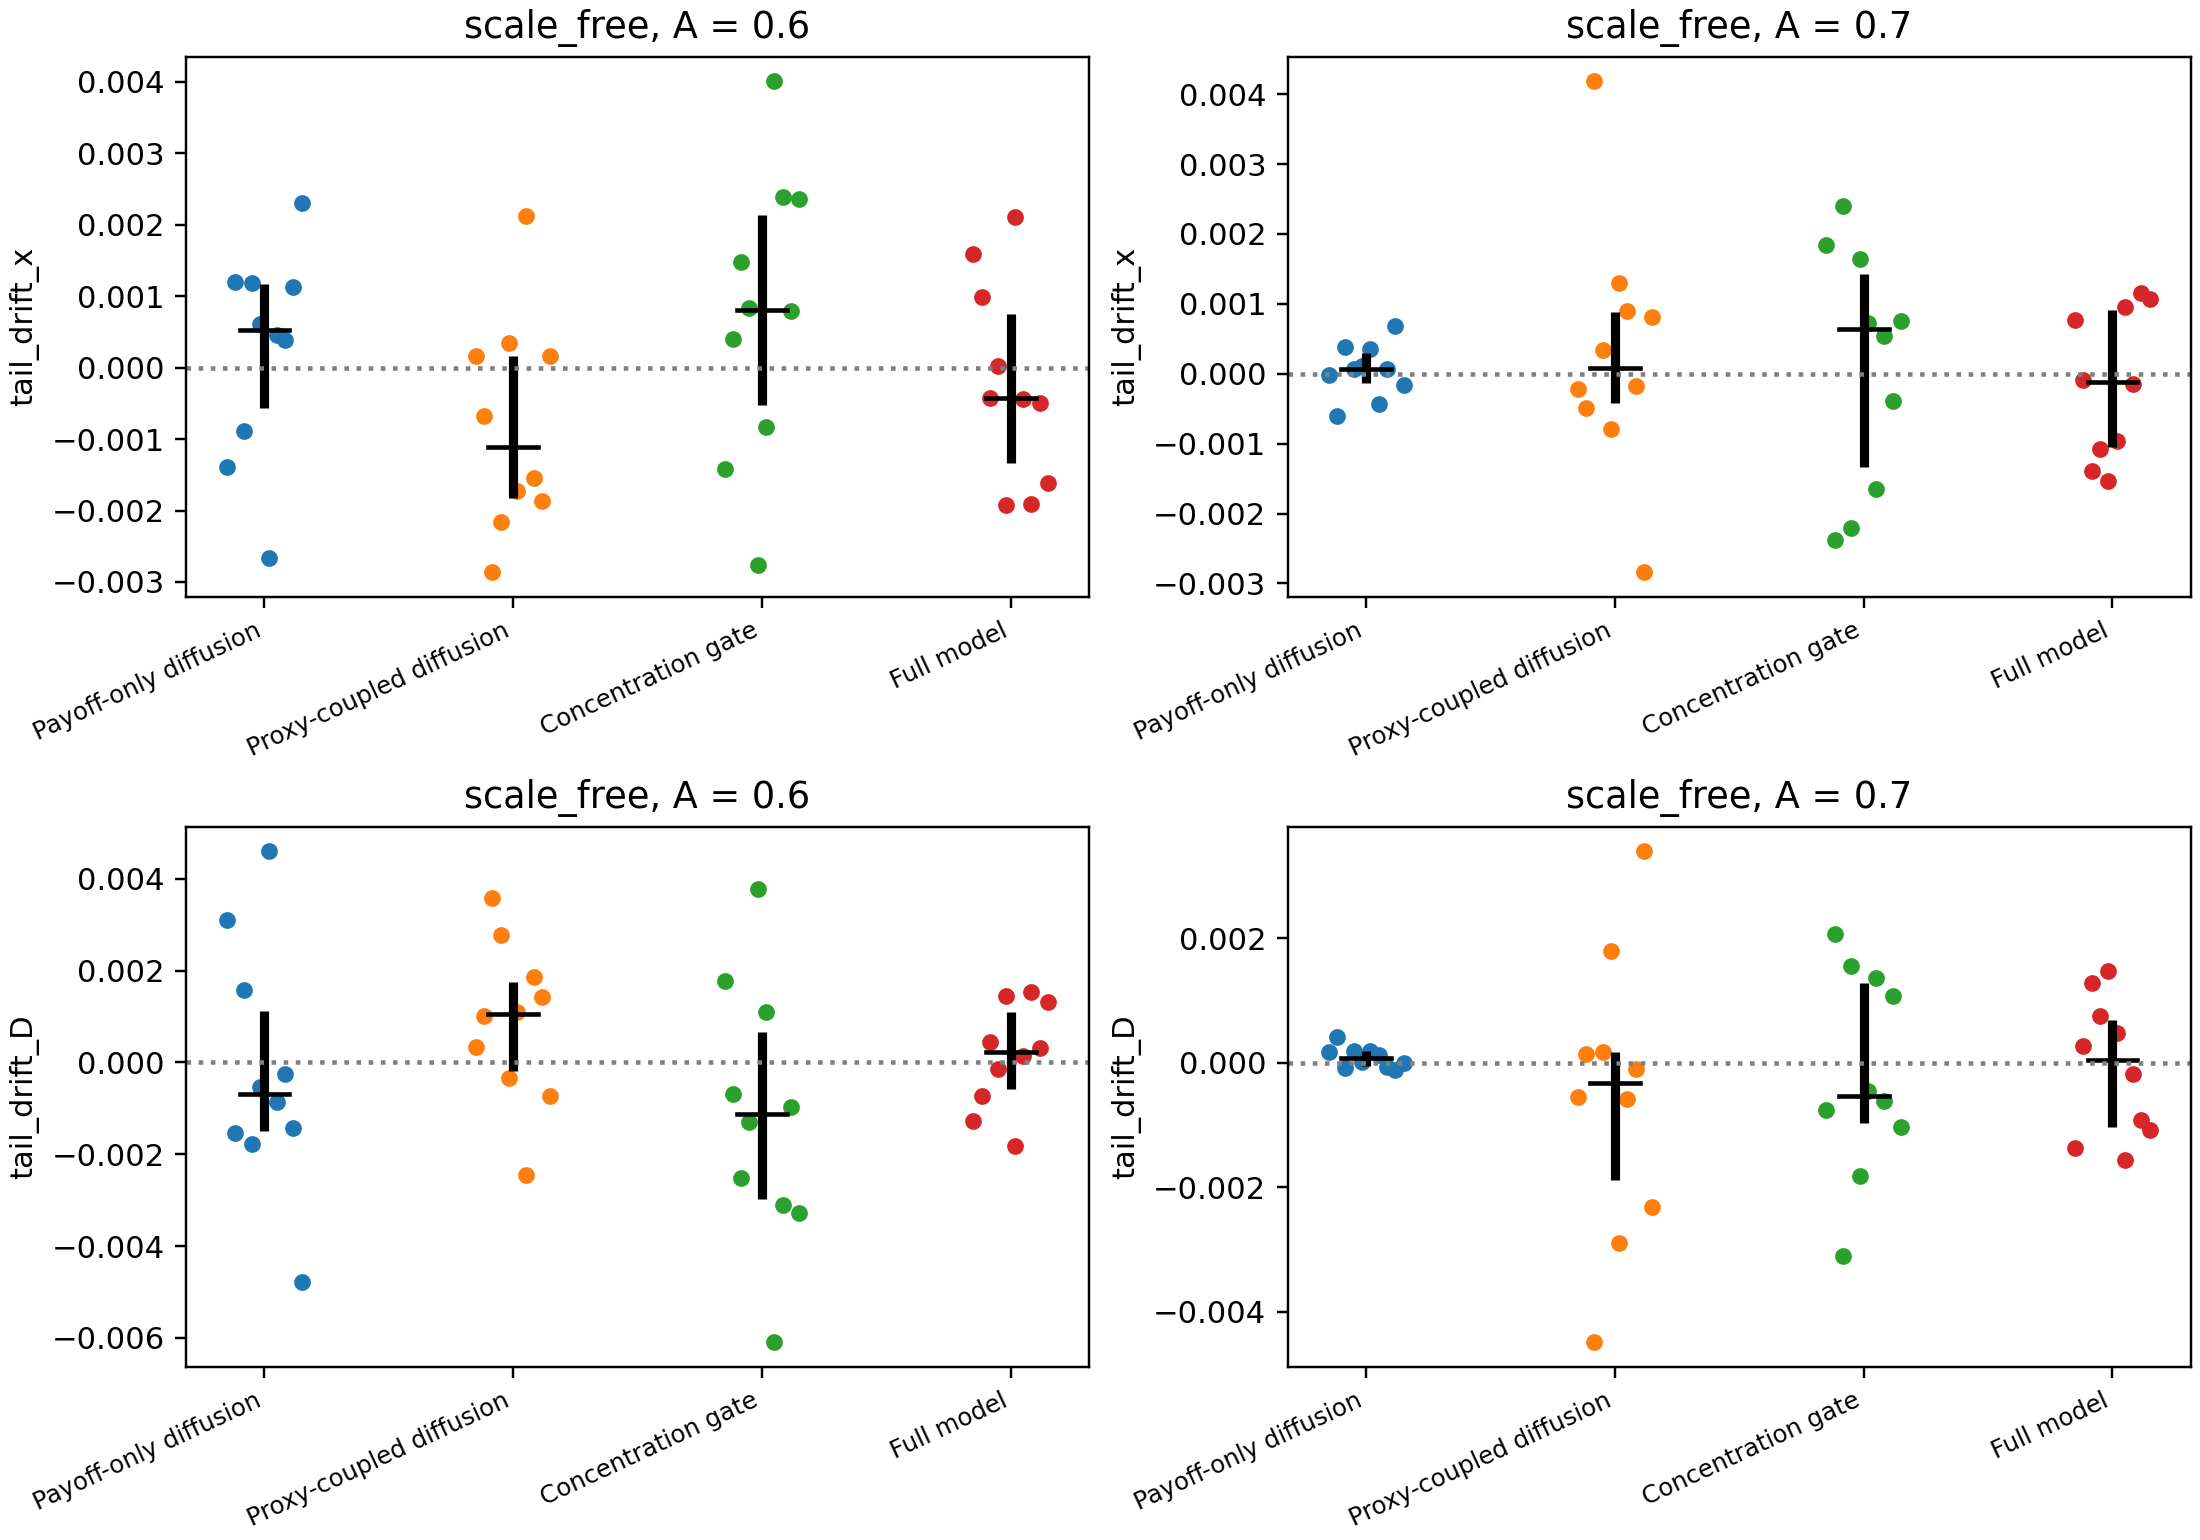 scale_free, A = 0.6
tail_drift_x
0.004
0.003
0.002
0.001
0.000
−0.001
−0.002
−0.003
Payoff-only diffusion
Proxy-coupled diffusion
Concentration gate
Full model
scale_free, A = 0.7
tail_drift_x
0.004
0.003
0.002
0.001
0.000
−0.001
−0.002
−0.003
Payoff-only diffusion
Proxy-coupled diffusion
Concentration gate
Full model
scale_free, A = 0.6
tail_drift_D
0.004
0.002
0.000
−0.002
−0.004
−0.006
Payoff-only diffusion
Proxy-coupled diffusion
Concentration gate
Full model
scale_free, A = 0.7
tail_drift_D
0.002
0.000
−0.002
−0.004
Payoff-only diffusion
Proxy-coupled diffusion
Concentration gate
Full model